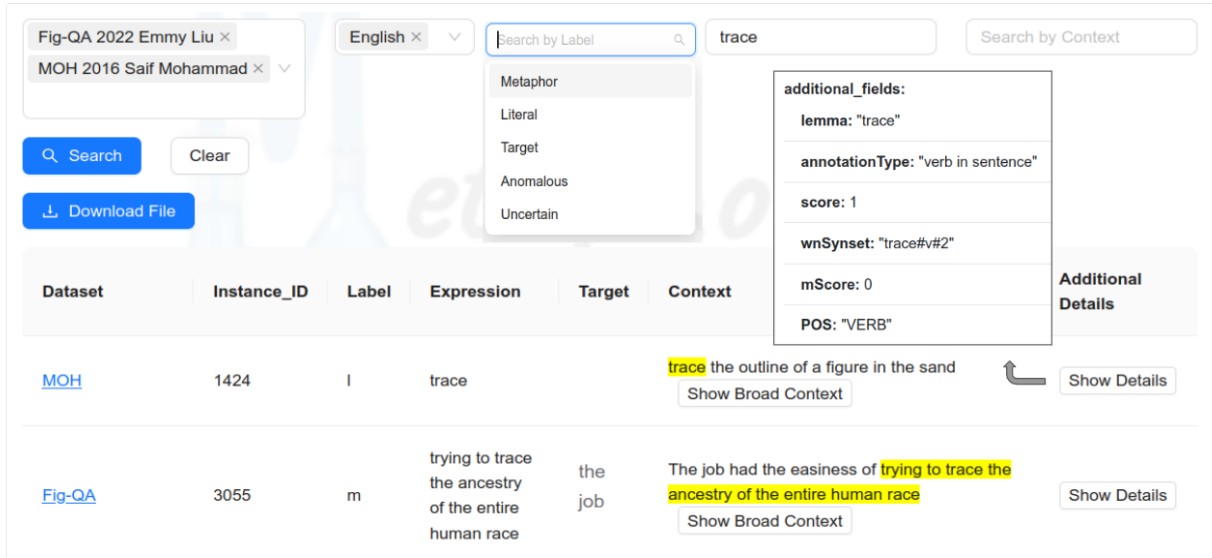 Fig-QA 2022 Emmy Liu ×
MOH 2016 Saif Mohammad ×
English ×
Search by Label
trace
Search by Context
Metaphor
Literal
Target
Anomalous
Uncertain
Search
Clear
Download File
additional_fields:
lemma: "trace"
annotationType: "verb in sentence"
score: 1
wnSynset: "trace#v#2"
mScore: 0
POS: "VERB"
Dataset
Instance_ID
Label
Expression
Target
Context
Additional
Details
MOH
1424
l
trace
trace the outline of a figure in the sand
Show Broad Context
Show Details
Fig-QA
3055
m
trying to trace
the ancestry
of the entire
human race
the
job
The job had the easiness of trying to trace the
ancestry of the entire human race
Show Broad Context
Show Details